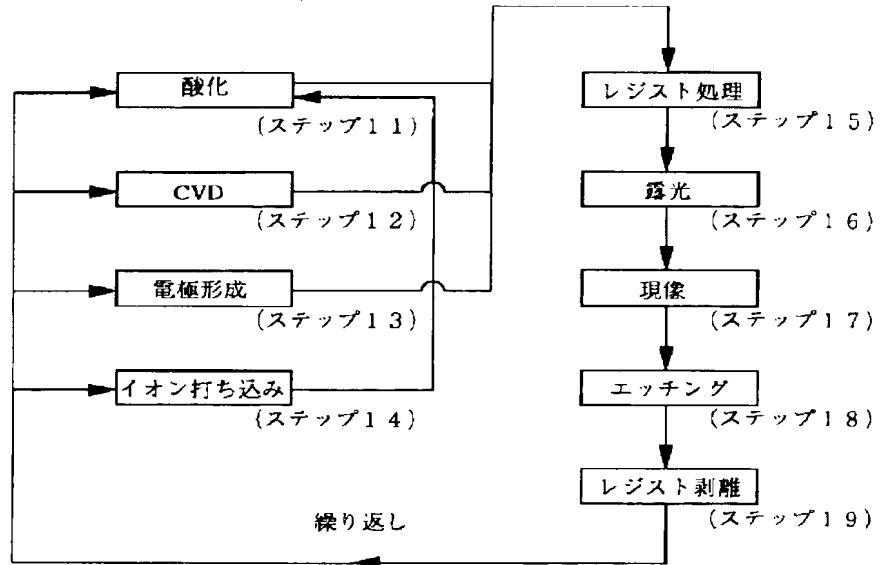 酸化
(ステップ11)
CVD
(ステップ12)
電極形成
(ステップ13)
イオン打ち込み
(ステップ14)
レジスト処理
(ステップ15)
露光
(ステップ16)
現像
(ステップ17)
エッチング
(ステップ18)
レジスト剥離
(ステップ19)
繰り返し